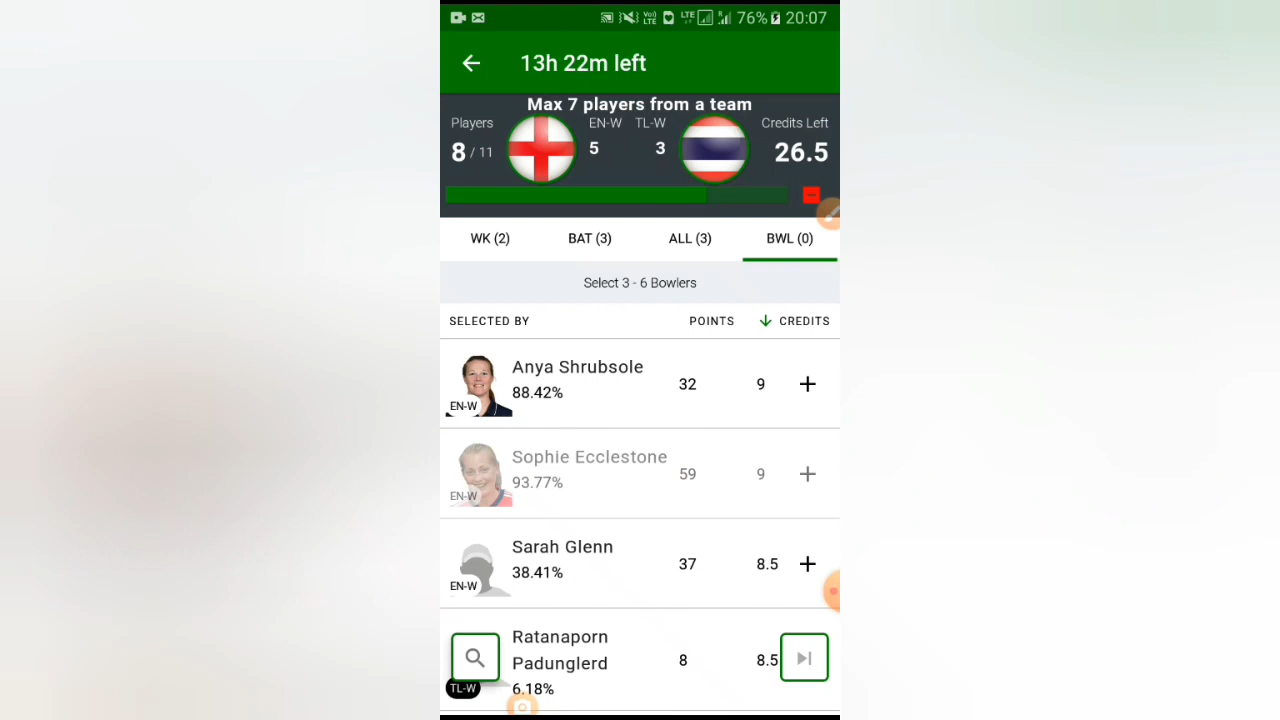 Vo) LTE LTE R 76% 20:07
13h 22m left
Max 7 players from a team
Players EN-W TL-W Credits Left
8 / 11 5 3 26.5
WK (2) BAT (3) ALL (3) BWL (0)
Select 3 - 6 Bowlers
SELECTED BY POINTS CREDITS
Anya Shrubsole
88.42% 32 9 +
EN-W
Sophie Ecclestone
93.77% 59 9 +
EN-W
Sarah Glenn
38.41% 37 8.5 +
EN-W
Ratanaporn
Padunglerd 8 8.5
TL-W 6.18%